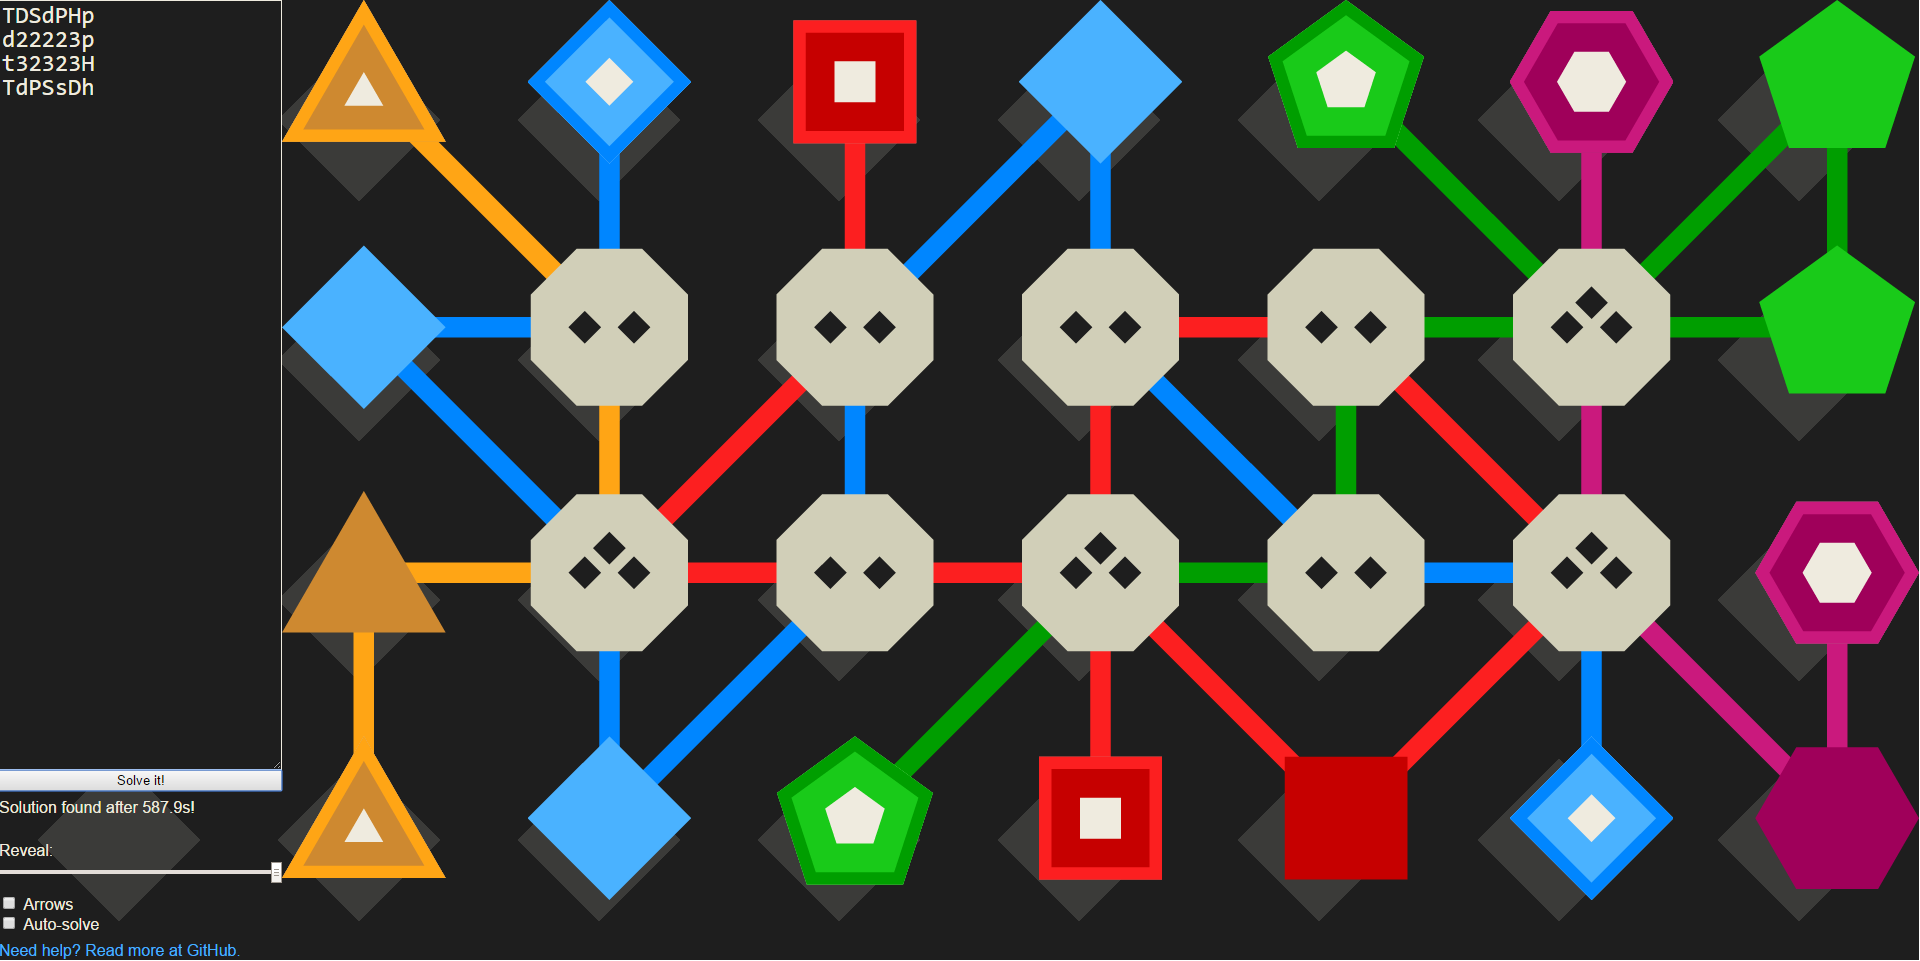 TDSdPHp
d22223p
t32323H
TdPSsDh
Solve it!
Solution found after 587.9s!
Reveal:
Arrows
Auto-solve
Need help? Read more at GitHub.